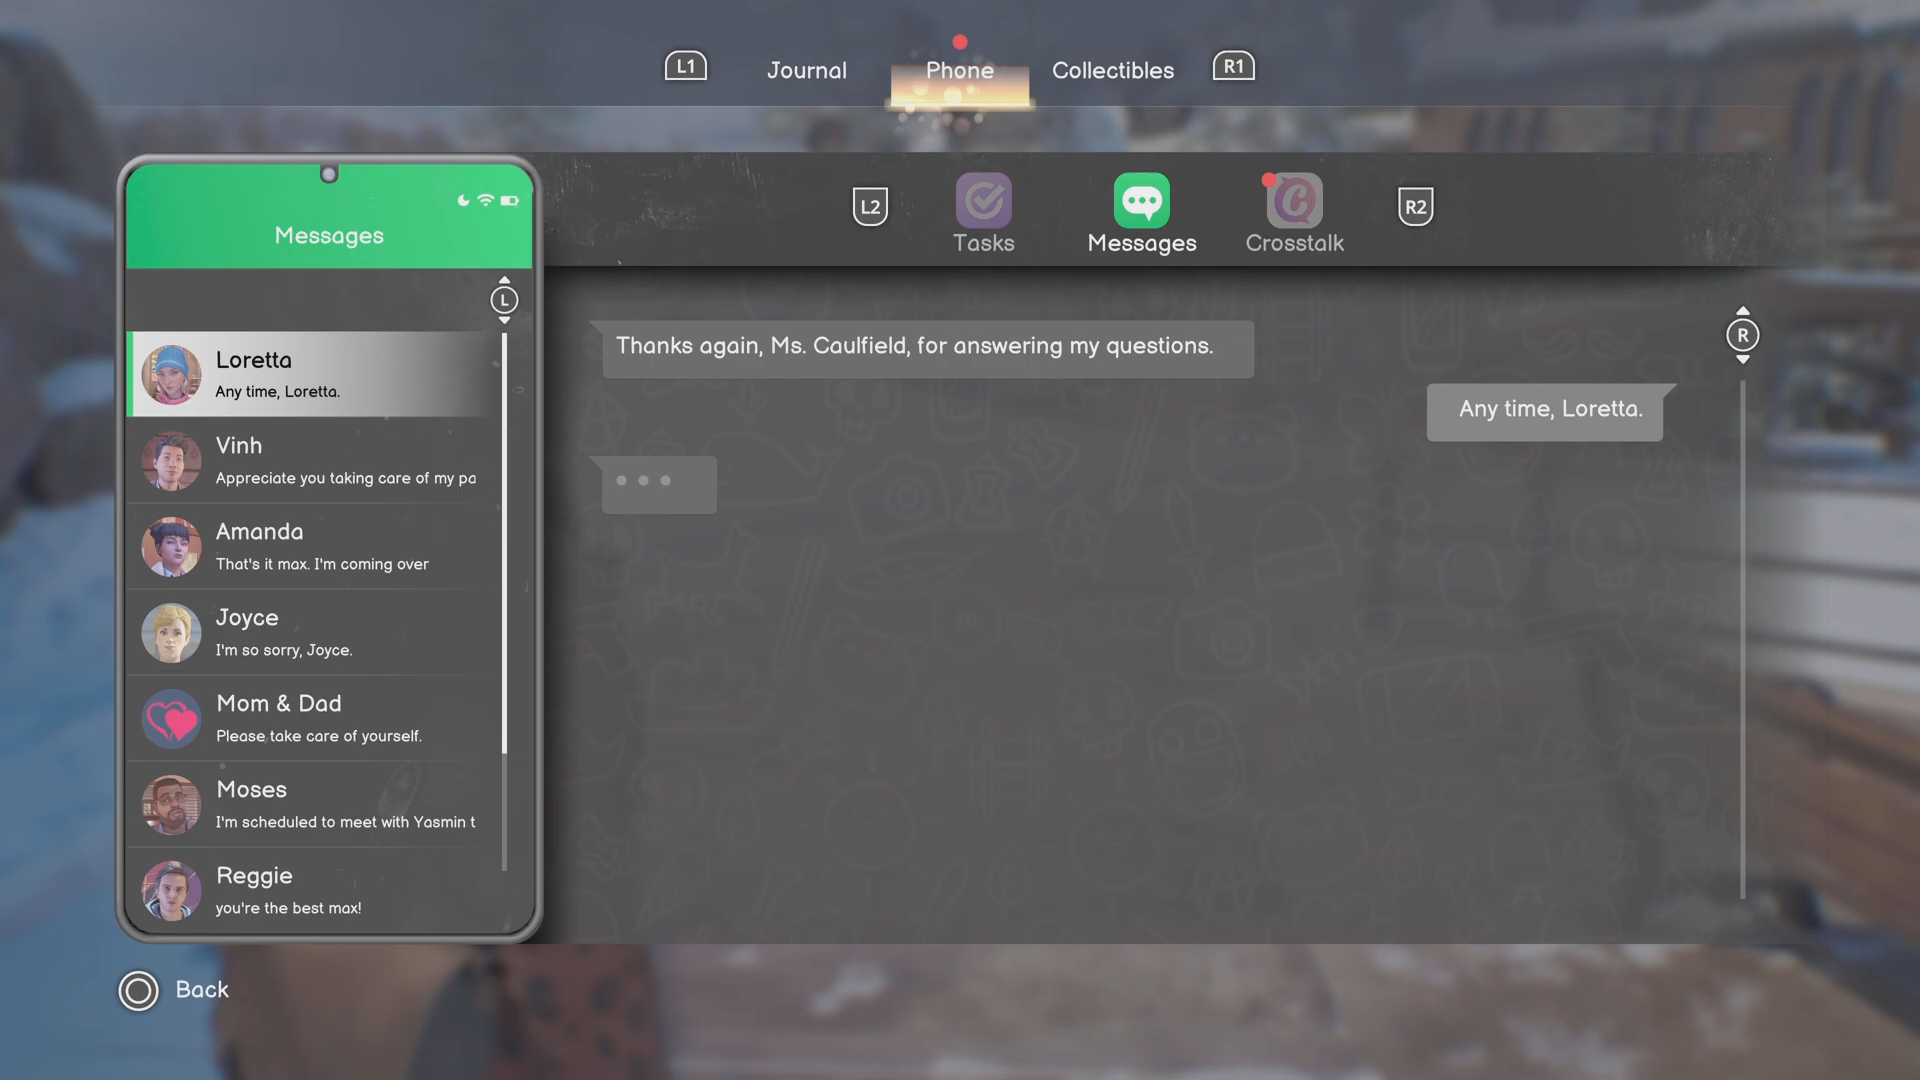 L1
Journal
Phone
Collectibles
R1
Messages
L2
Tasks
Messages
Crosstalk
R2
L
Loretta
Any time, Loretta.
Vinh
Appreciate you taking care of my pa
Amanda
That's it max. I'm coming over
Joyce
I'm so sorry, Joyce.
Mom & Dad
Please take care of yourself.
Moses
I'm scheduled to meet with Yasmin t
Reggie
you're the best max!
Thanks again, Ms. Caulfield, for answering my questions.
Any time, Loretta.
R
Back